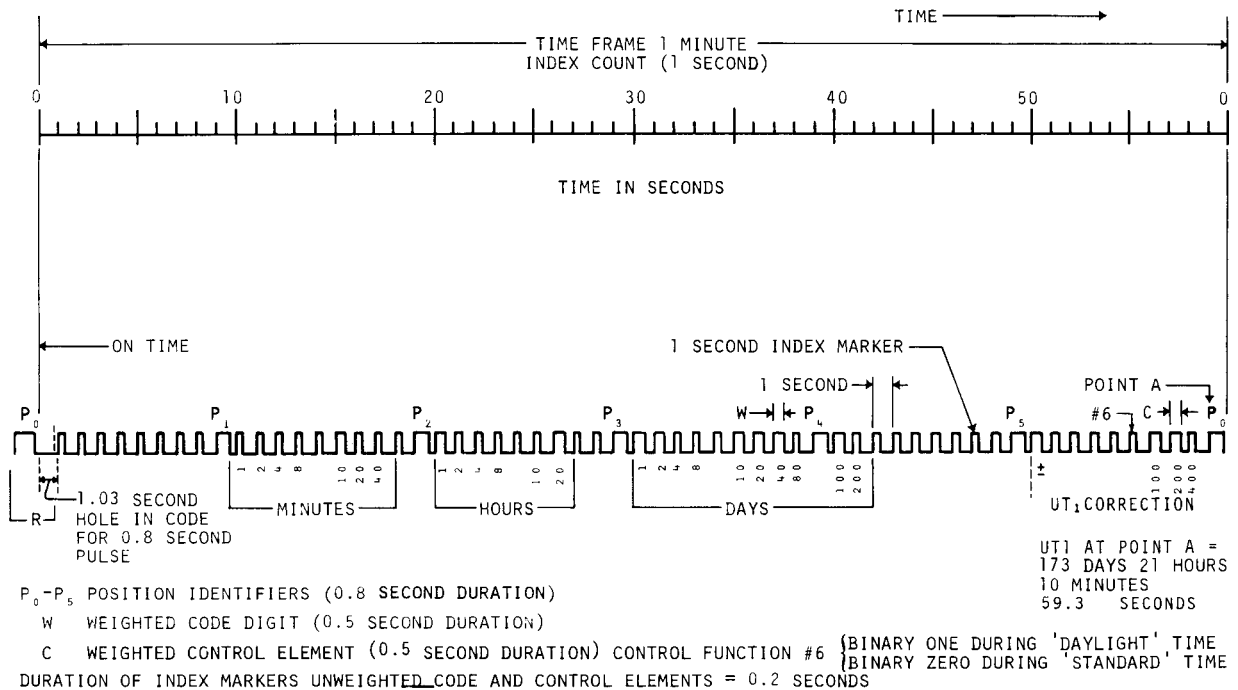 TIME
TIME FRAME 1 MINUTE
INDEX COUNT (1 SECOND)
0 10 20 30 40 50 0
TIME IN SECONDS
ON TIME
1 SECOND INDEX MARKER
1 SECOND
POINT A
W
#6
C
P₀ P₁ P₂ P₃ P₄ P₅ P₀
1 2 4 8 10 20 40
1 2 4 8 10 20
1 2 4 8 10 20 40 80 100 200
± 100 200 400
R
MINUTES
HOURS
DAYS
UT₁ CORRECTION
1.03 SECOND
HOLE IN CODE
FOR 0.8 SECOND
PULSE
UT1 AT POINT A =
173 DAYS 21 HOURS
10 MINUTES
59.3 SECONDS
P₀-P₅ POSITION IDENTIFIERS (0.8 SECOND DURATION)
W WEIGHTED CODE DIGIT (0.5 SECOND DURATION)
C WEIGHTED CONTROL ELEMENT (0.5 SECOND DURATION) CONTROL FUNCTION #6 {BINARY ONE DURING 'DAYLIGHT' TIME
{BINARY ZERO DURING 'STANDARD' TIME
DURATION OF INDEX MARKERS UNWEIGHTED CODE AND CONTROL ELEMENTS = 0.2 SECONDS